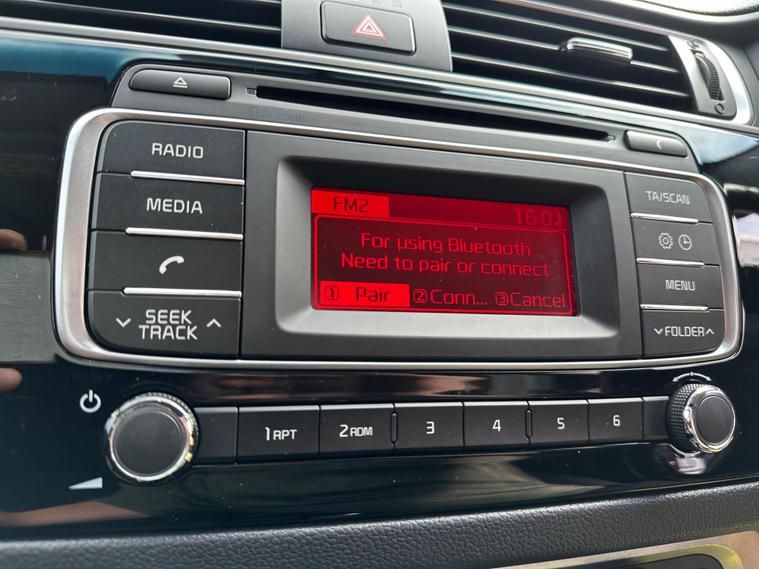 Bluetooth
RADIO
MEDIA
SEEK
TRACK
FM2 16:01
For using Bluetooth
Need to pair or connect
1 Pair 2 Conn... 3 Cancel
TA/SCAN
MENU
FOLDER
1 RPT
2 RDM
3
4
5
6